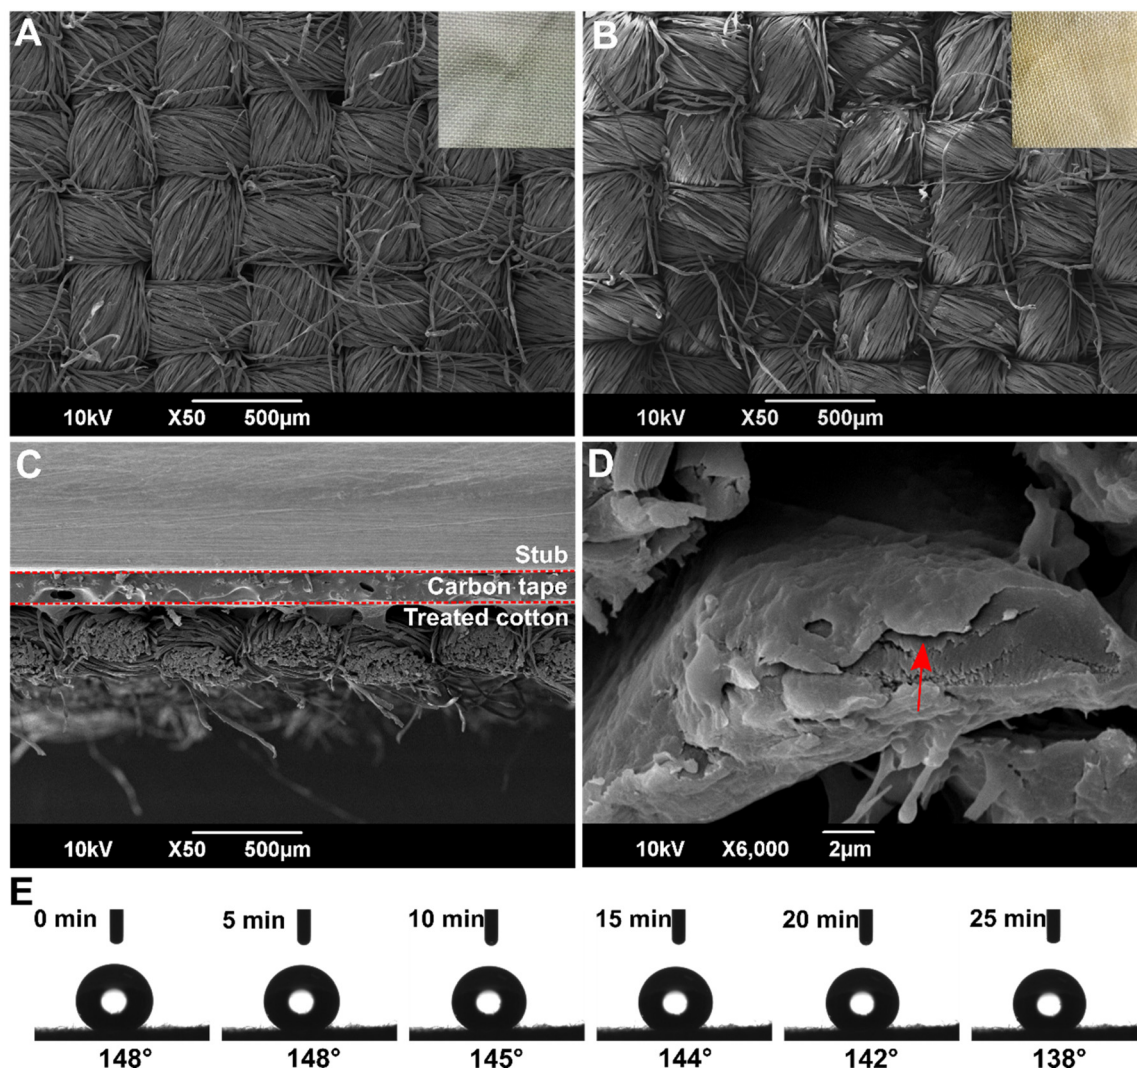 A
B
10kV X50 500µm
10kV X50 500µm
C
D
Stub
Carbon tape
Treated cotton
10kV X50 500µm
10kV X6,000 2µm
E
0 min 5 min 10 min 15 min 20 min 25 min
148° 148° 145° 144° 142° 138°